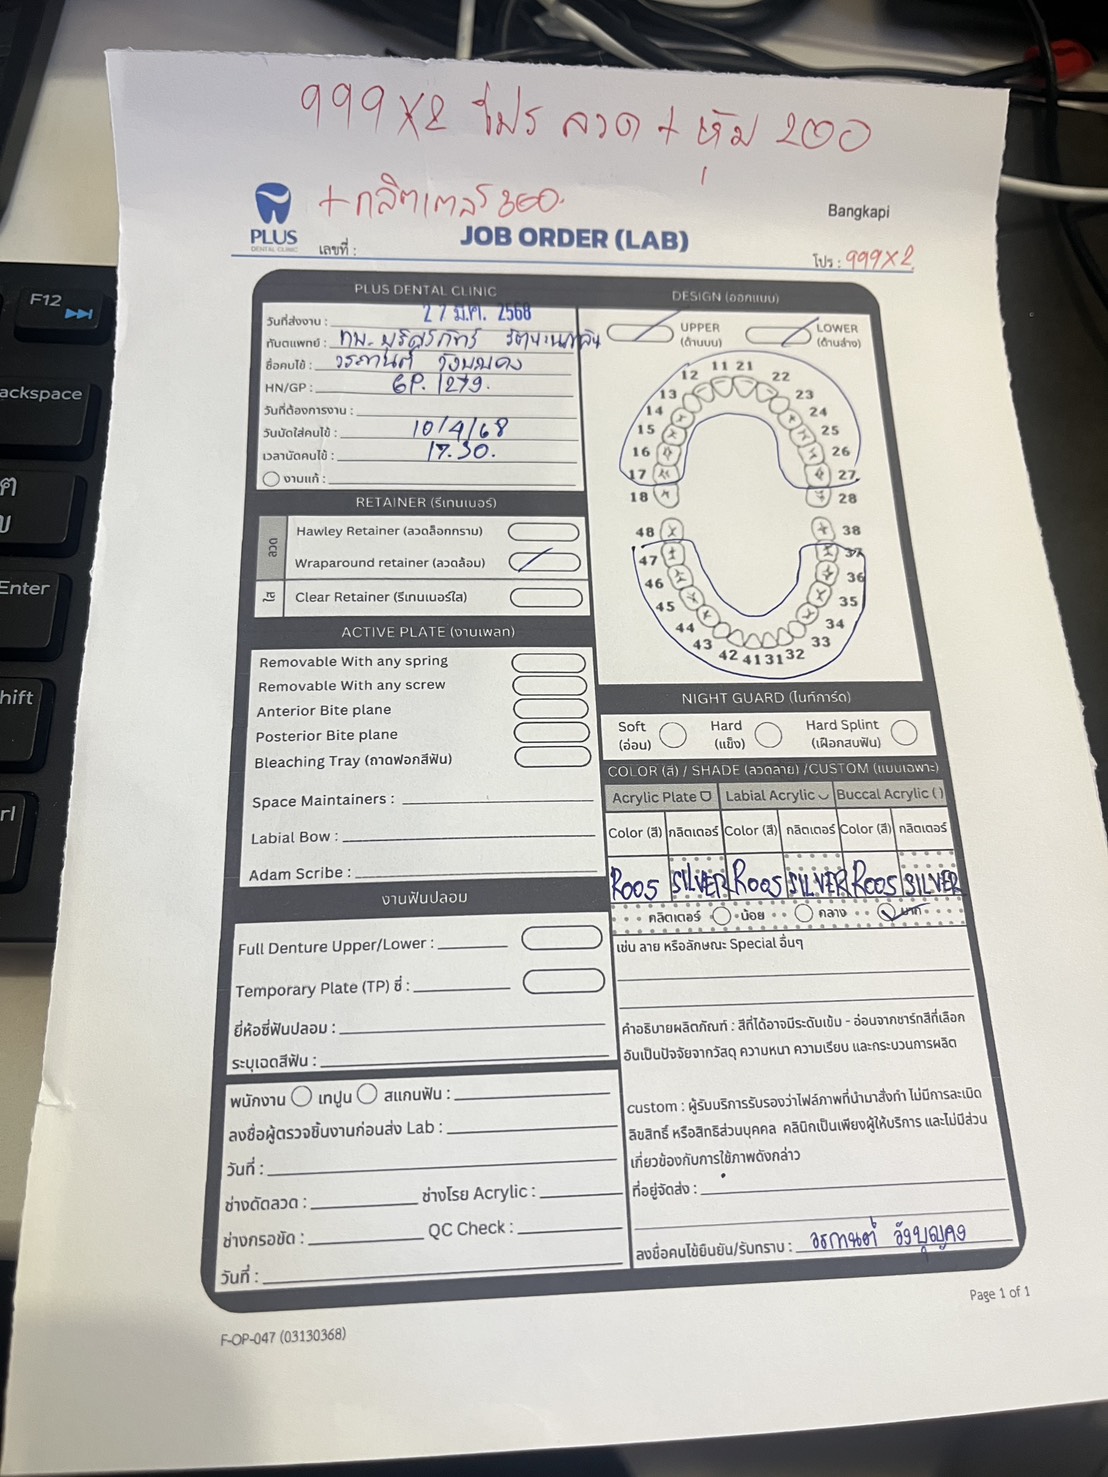 999x2 โปร ลวด + หุ้ม 200
+ กลิตเตอร์ 300.
Bangkapi
PLUS
DENTAL CLINIC
เลขที่ :
JOB ORDER (LAB)
โปร : 999x2
PLUS DENTAL CLINIC
วันที่ส่งงาน : 27 มี.ค. 2568
ทันตแพทย์ : ทพ.
ชื่อคนไข้ : วรกานต์ วังบุญคง
HN/GP : GP. 1279.
วันที่ต้องการงาน :
วันนัดใส่คนไข้ : 10/4/68
เวลานัดคนไข้ : 17.30.
งานแก้ :
RETAINER (รีเทนเนอร์)
ลวด
Hawley Retainer (ลวดล็อกกราม)
Wraparound retainer (ลวดล้อม)
ใส
Clear Retainer (รีเทนเนอร์ใส)
ACTIVE PLATE (งานเพลท)
Removable With any spring
Removable With any screw
Anterior Bite plane
Posterior Bite plane
Bleaching Tray (ถาดฟอกสีฟัน)
Space Maintainers :
Labial Bow :
Adam Scribe :
งานฟันปลอม
Full Denture Upper/Lower :
Temporary Plate (TP) ซี่ :
ยี่ห้อซี่ฟันปลอม :
ระบุเฉดสีฟัน :
พนักงาน เทปูน สแกนฟัน :
ลงชื่อผู้ตรวจชิ้นงานก่อนส่ง Lab :
วันที่ :
ช่างดัดลวด : ช่างโรย Acrylic :
ช่างกรอขัด : QC Check :
วันที่ :
DESIGN (ออกแบบ)
UPPER LOWER
(ด้านบน) (ด้านล่าง)
11 21
12 22
13 23
14 24
15 25
16 26
17 27
18 28
48 38
47 37
46 36
45 35
44 34
43 33
42 41 31 32
NIGHT GUARD (ไนท์การ์ด)
Soft Hard Hard Splint
(อ่อน) (แข็ง) (เฝือกสบฟัน)
COLOR (สี) / SHADE (ลวดลาย) /CUSTOM (แบบเฉพาะ)
Acrylic Plate Labial Acrylic Buccal Acrylic ( )
Color (สี) กลิตเตอร์ Color (สี) กลิตเตอร์ Color (สี) กลิตเตอร์
R005 SILVER R005 SILVER R005 SILVER
กลิตเตอร์ น้อย กลาง มาก
เช่น ลาย หรือลักษณะ Special อื่นๆ
คำอธิบายผลิตภัณฑ์ : สีที่ได้อาจมีระดับเข้ม - อ่อนจากชาร์ทสีที่เลือก
อันเป็นปัจจัยจากวัสดุ ความหนา ความเรียบ และกระบวนการผลิต
custom : ผู้รับบริการรับรองว่าไฟล์ภาพที่นำมาสั่งทำ ไม่มีการละเมิด
ลิขสิทธิ์ หรือสิทธิส่วนบุคคล คลินิกเป็นเพียงผู้ให้บริการ และไม่มีส่วน
เกี่ยวข้องกับการใช้ภาพดังกล่าว
ที่อยู่จัดส่ง :
ลงชื่อคนไข้ยืนยัน/รับทราบ : วรกานต์ วังบุญคง
Page 1 of 1
F-OP-047 (03130368)
F12
ackspace
Enter
hift
rl